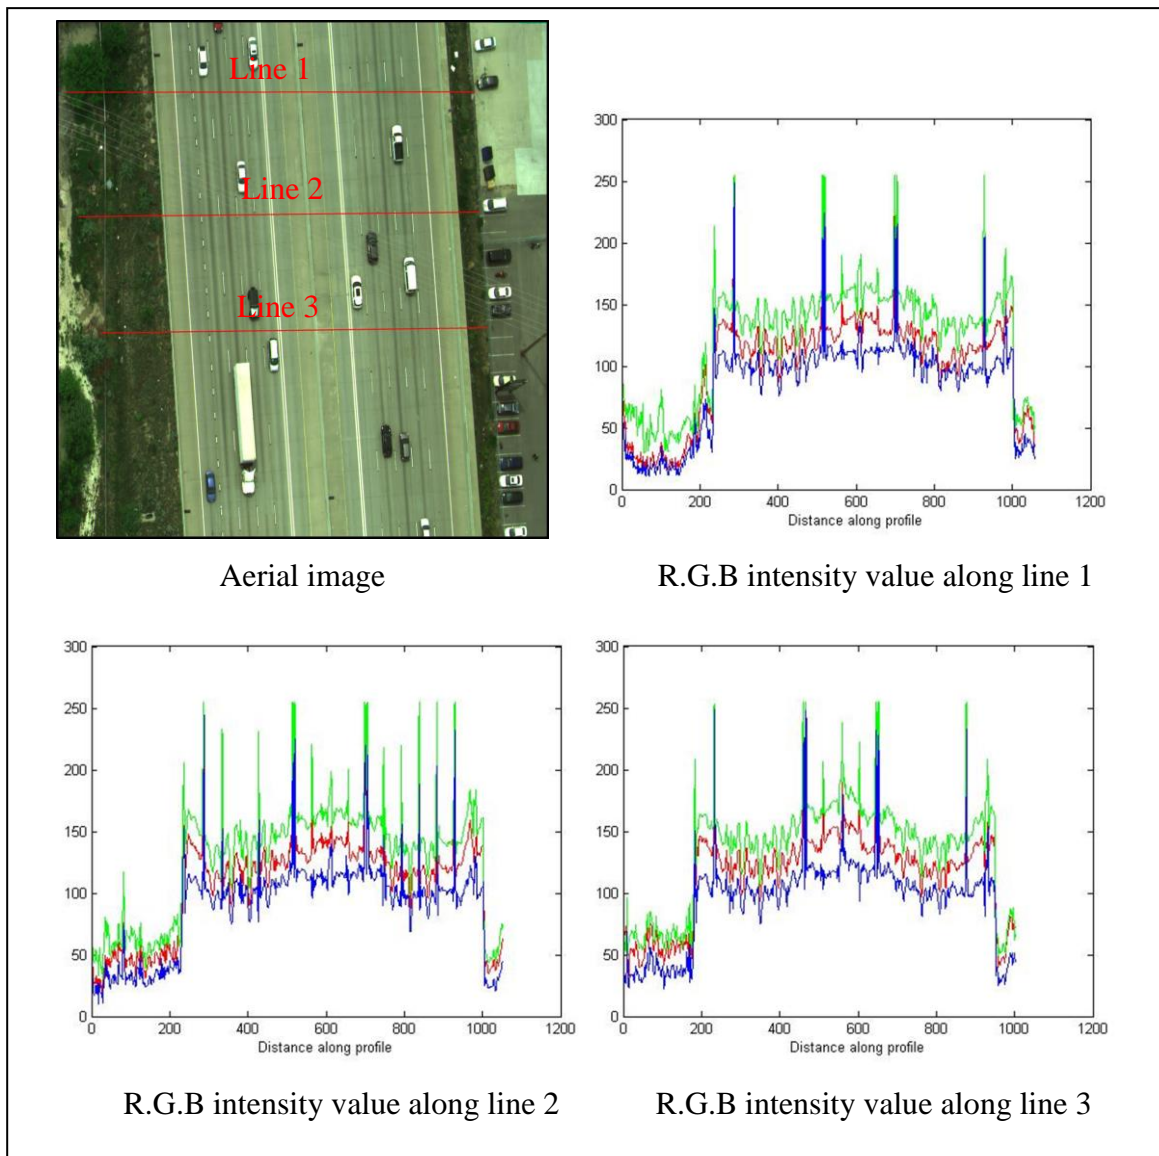 Line 1
Line 2
Line 3
Aerial image
300
250
200
150
100
50
0
0 200 400 600 800 1000 1200
Distance along profile
R.G.B intensity value along line 1
300
250
200
150
100
50
0
0 200 400 600 800 1000 1200
Distance along profile
R.G.B intensity value along line 2
300
250
200
150
100
50
0
0 200 400 600 800 1000 1200
Distance along profile
R.G.B intensity value along line 3